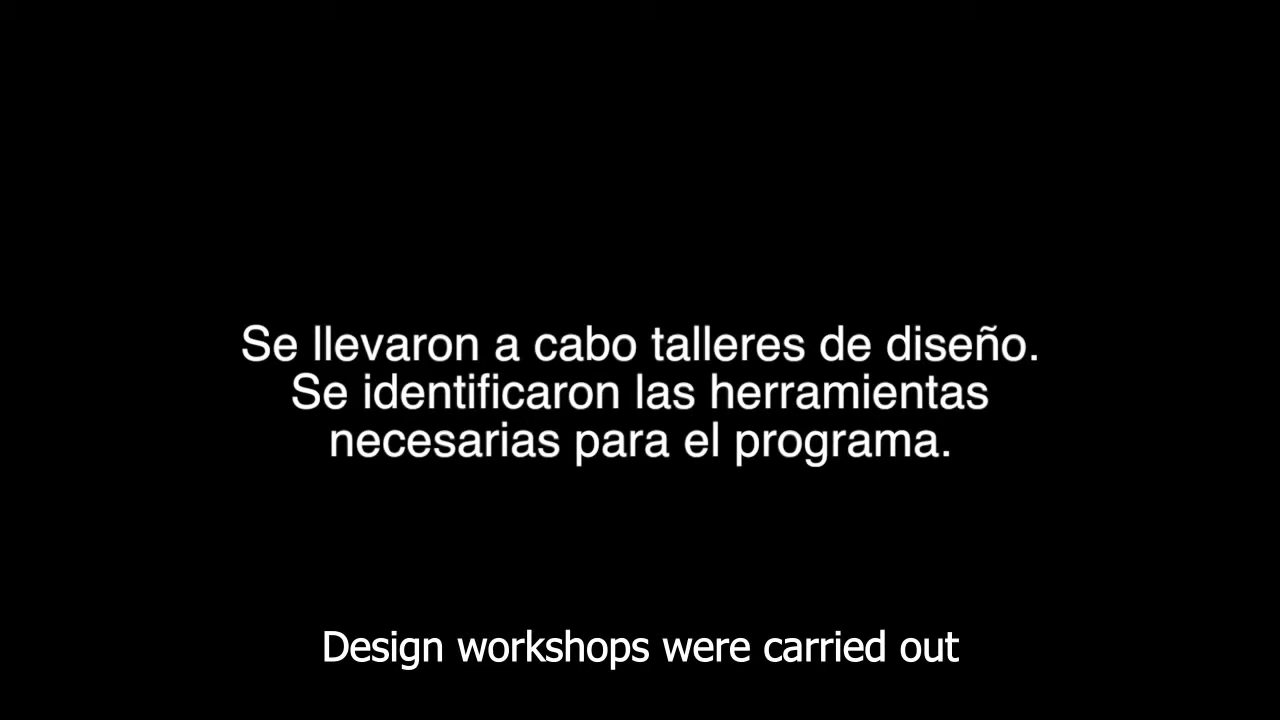 Se llevaron a cabo talleres de diseño.
Se identificaron las herramientas
necesarias para el programa.
Design workshops were carried out